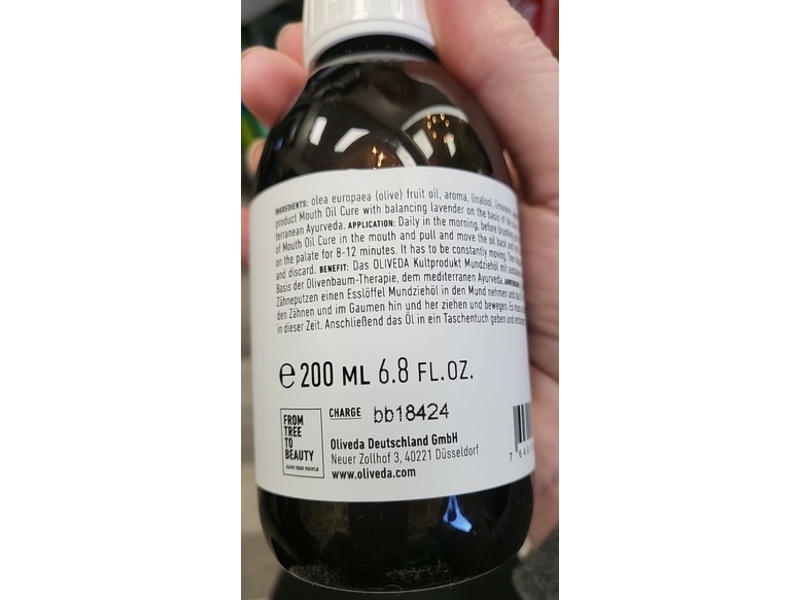 INGREDIENTS: olea europaea (olive) fruit oil, aroma, linalool,
product Mouth Oil Cure with balancing lavender on the basis of the
terranean Ayurveda. APPLICATION: Daily in the morning, before
of Mouth Oil Cure in the mouth and pull and move the oil back and
on the palate for 8-12 minutes. It has to be constantly moving.
and discard. BENEFIT: Das OLIVEDA Kultprodukt Mundziehöl mit
Basis der Olivenbaum-Therapie, dem mediterranen Ayurveda.
Zähneputzen einen Esslöffel Mundziehöl in den Mund nehmen und
den Zähnen und im Gaumen hin und her ziehen und bewegen. Es
in dieser Zeit. Anschließend das Öl in ein Taschentuch geben und
e 200 ML 6.8 FL.OZ.
CHARGE bb18424
FROM
TREE
TO
BEAUTY
Oliveda Deutschland GmbH
Neuer Zollhof 3, 40221 Düsseldorf
www.oliveda.com
7